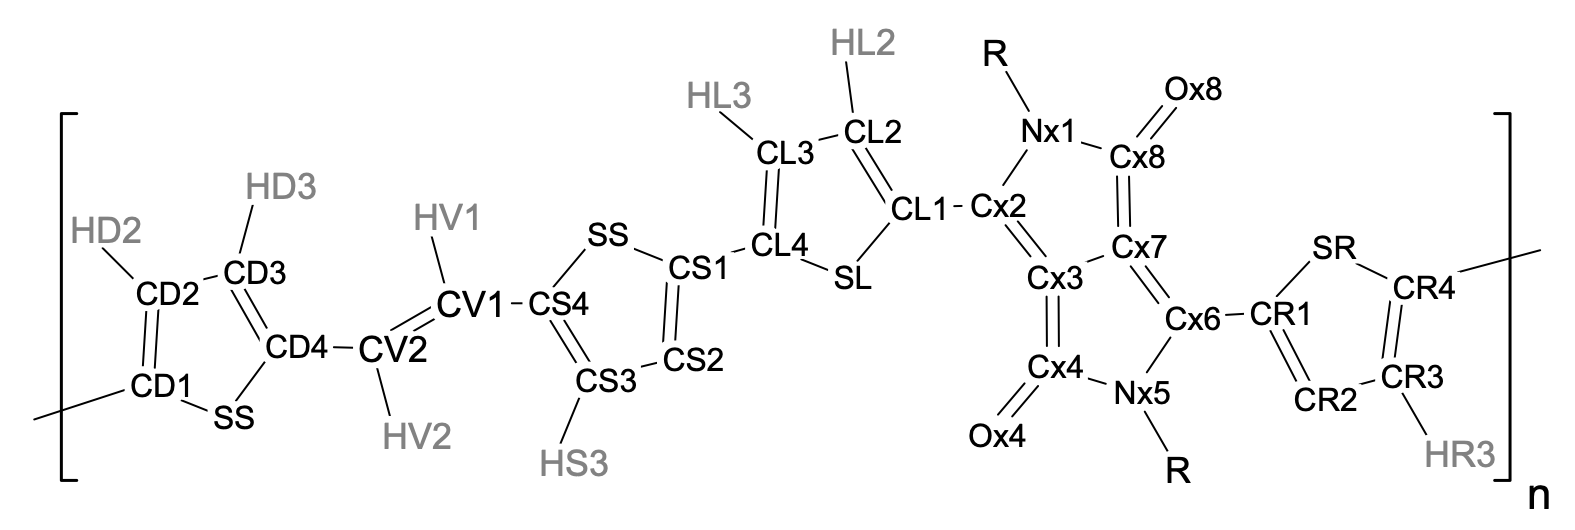 HL2
R
Ox8
HL3
CL2
Nx1
CL3
Cx8
HD3
HD2
HV1
CL1
Cx2
SS
CL4
Cx7
SR
CD3
CS1
SL
Cx3
CR4
CD2
CV1
CS4
CR1
Cx6
CD4
CV2
CS2
Cx4
CR3
CD1
CS3
Nx5
CR2
SS
HV2
Ox4
HS3
R
HR3
n